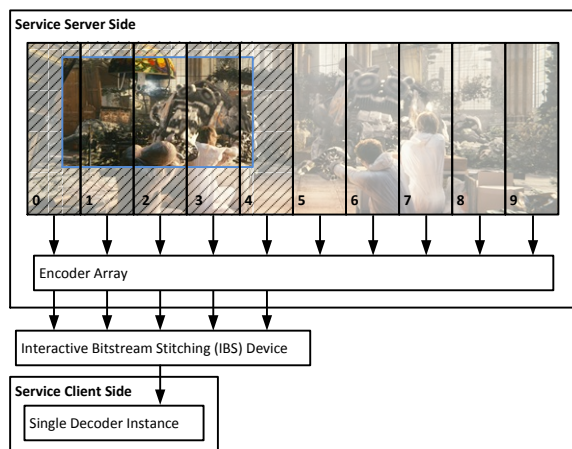 Service Server Side
0 1 2 3 4 5 6 7 8 9
Encoder Array
Interactive Bitstream Stitching (IBS) Device
Service Client Side
Single Decoder Instance